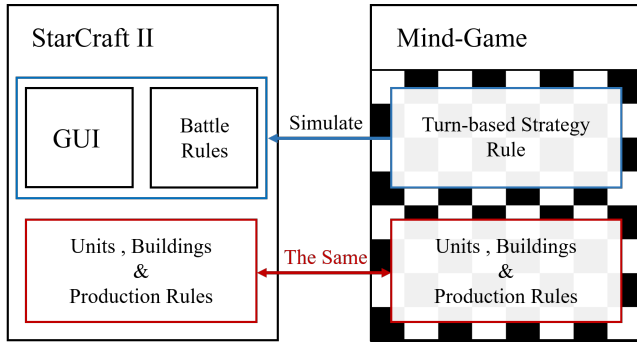 StarCraft II
Mind-Game
GUI
Battle
Rules
Simulate
Turn-based Strategy
Rule
Units , Buildings
&
Production Rules
The Same
Units , Buildings
&
Production Rules